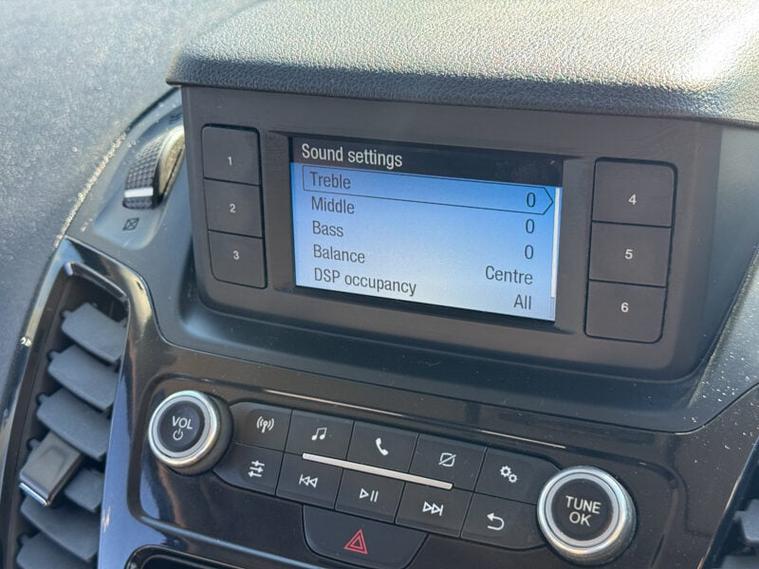 Sound settings
Treble 0
Middle 0
Bass 0
Balance Centre
DSP occupancy All
1
2
3
4
5
6
VOL
TUNE
OK